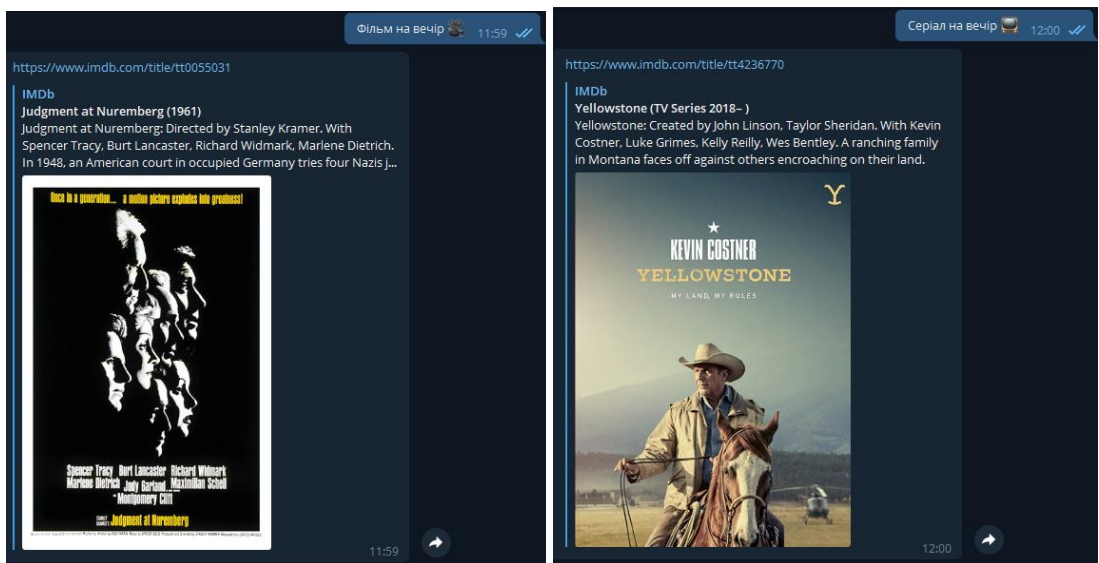 Фільм на вечір
11:59
https://www.imdb.com/title/tt0055031
IMDb
Judgment at Nuremberg (1961)
Judgment at Nuremberg: Directed by Stanley Kramer. With
Spencer Tracy, Burt Lancaster, Richard Widmark, Marlene Dietrich.
In 1948, an American court in occupied Germany tries four Nazis j...
Once in a generation... a motion picture explodes into greatness!
Spencer Tracy Burt Lancaster Richard Widmark
Marlene Dietrich Judy Garland Maximilian Schell
Montgomery Clift
Judgment at Nuremberg
11:59
Серіал на вечір
12:00
https://www.imdb.com/title/tt4236770
IMDb
Yellowstone (TV Series 2018– )
Yellowstone: Created by John Linson, Taylor Sheridan. With Kevin
Costner, Luke Grimes, Kelly Reilly, Wes Bentley. A ranching family
in Montana faces off against others encroaching on their land.
KEVIN COSTNER
YELLOWSTONE
MY LAND, MY RULES
12:00